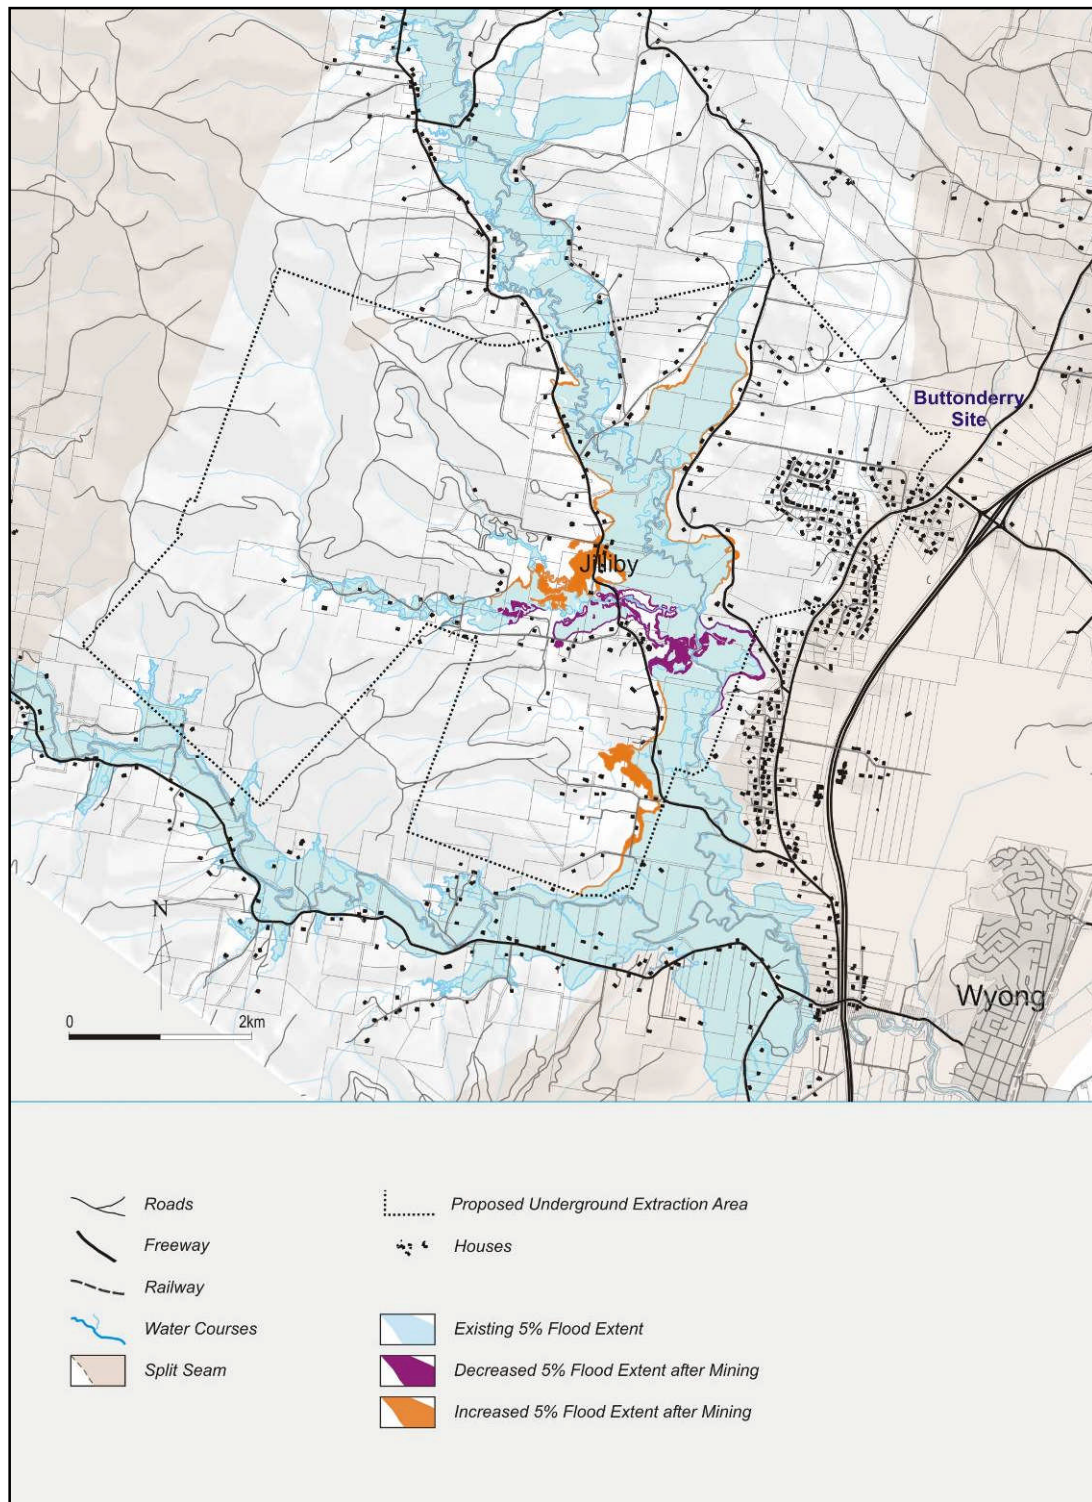 Buttonderry
Site
Jilliby
N
0
2km
Wyong
Roads
Freeway
Railway
Water Courses
Split Seam
Proposed Underground Extraction Area
Houses
Existing 5% Flood Extent
Decreased 5% Flood Extent after Mining
Increased 5% Flood Extent after Mining